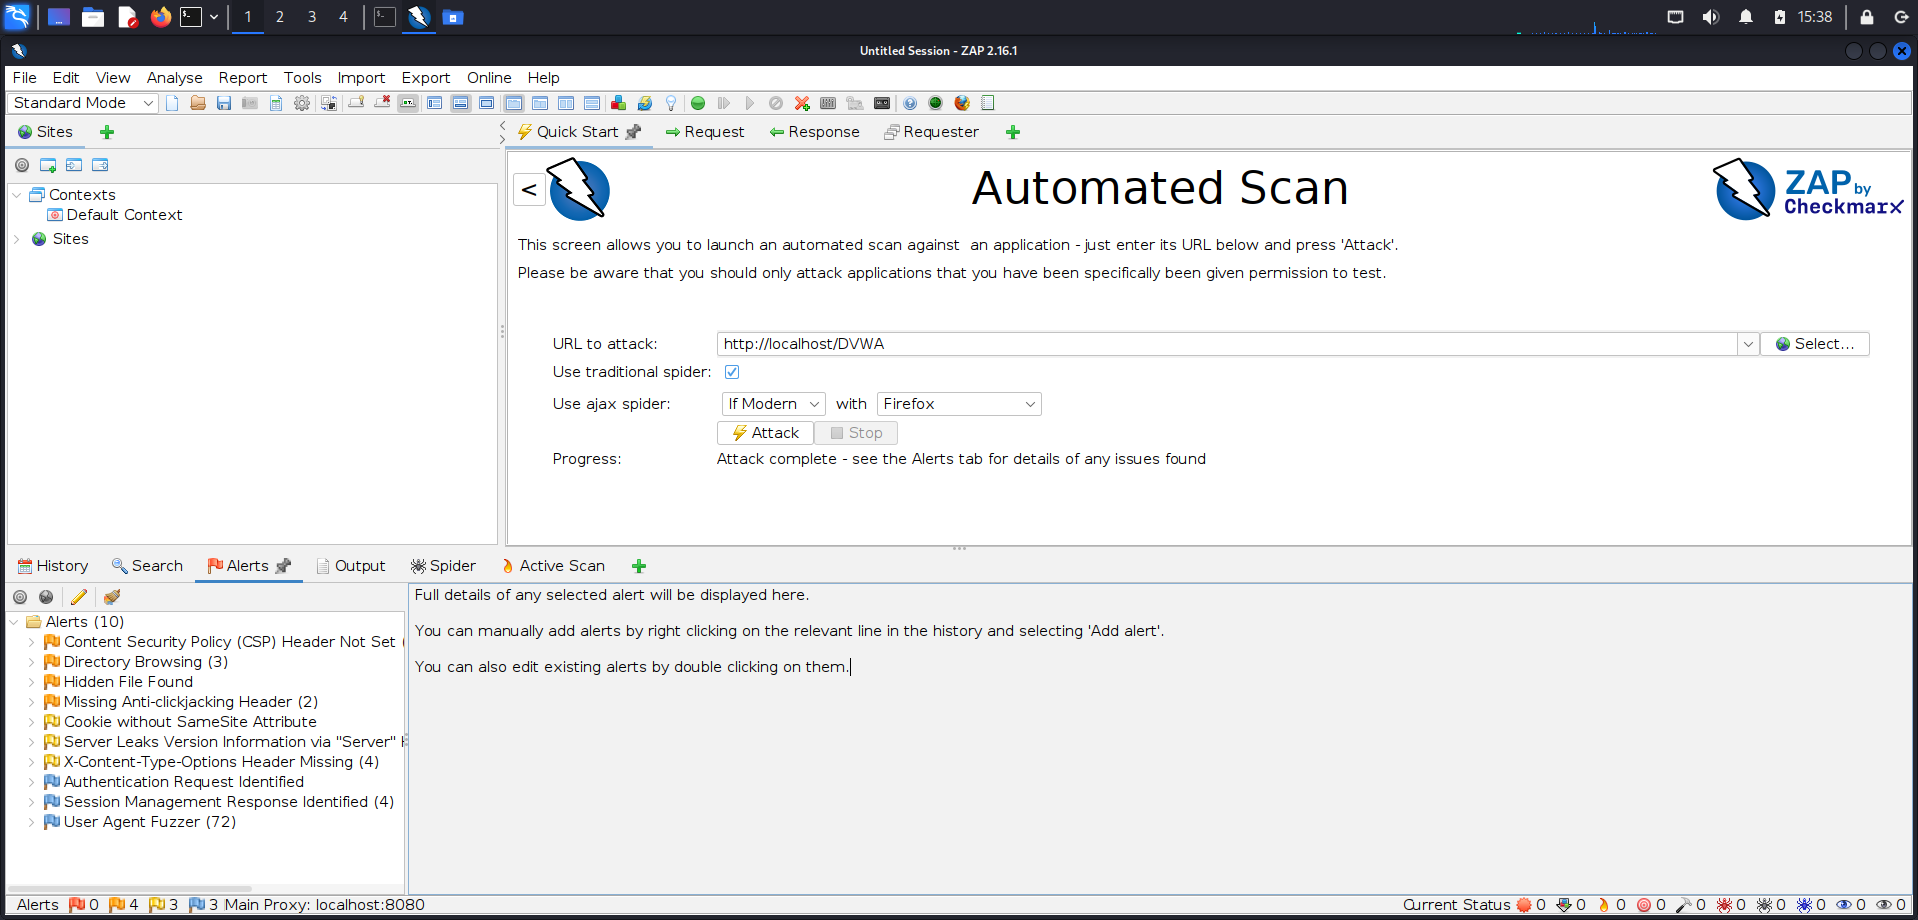 1 2 3 4 15:38
Untitled Session - ZAP 2.16.1
File Edit View Analyse Report Tools Import Export Online Help
Standard Mode
Sites
Quick Start Request Response Requester
Contexts
Default Context
Sites
< Automated Scan ZAP by Checkmarx
This screen allows you to launch an automated scan against  an application - just enter its URL below and press 'Attack'.
Please be aware that you should only attack applications that you have been specifically been given permission to test.
URL to attack: http://localhost/DVWA Select...
Use traditional spider:
Use ajax spider: If Modern with Firefox
Attack Stop
Progress: Attack complete - see the Alerts tab for details of any issues found
History Search Alerts Output Spider Active Scan
Alerts (10)
Content Security Policy (CSP) Header Not Set (
Directory Browsing (3)
Hidden File Found
Missing Anti-clickjacking Header (2)
Cookie without SameSite Attribute
Server Leaks Version Information via "Server"
X-Content-Type-Options Header Missing (4)
Authentication Request Identified
Session Management Response Identified (4)
User Agent Fuzzer (72)
Full details of any selected alert will be displayed here.
You can manually add alerts by right clicking on the relevant line in the history and selecting 'Add alert'.
You can also edit existing alerts by double clicking on them.
Alerts 0 4 3 3 Main Proxy: localhost:8080 Current Status 0 0 0 0 0 0 0 0 0 0